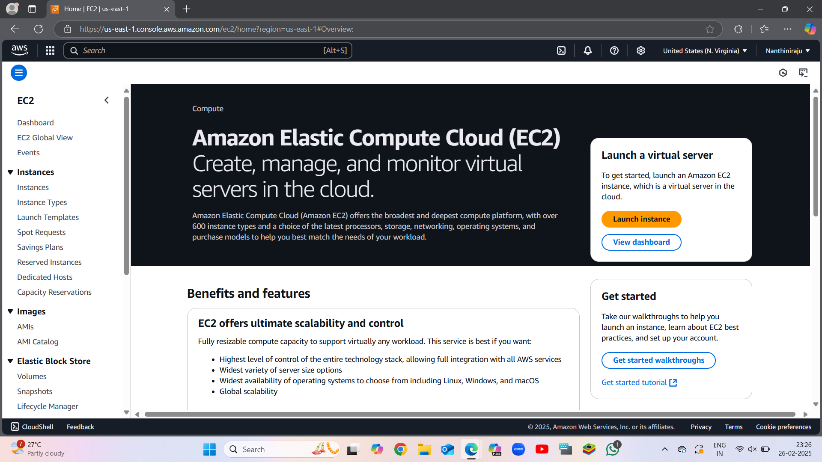 Home | EC2 | us-east-1
https://us-east-1.console.aws.amazon.com/ec2/home?region=us-east-1#Overview:
aws
Search
[Alt+S]
United States (N. Virginia)
Nanthiniraju
EC2
Dashboard
EC2 Global View
Events
Instances
Instances
Instance Types
Launch Templates
Spot Requests
Savings Plans
Reserved Instances
Dedicated Hosts
Capacity Reservations
Images
AMIs
AMI Catalog
Elastic Block Store
Volumes
Snapshots
Lifecycle Manager
Compute
Amazon Elastic Compute Cloud (EC2)
Create, manage, and monitor virtual
servers in the cloud.
Amazon Elastic Compute Cloud (Amazon EC2) offers the broadest and deepest compute platform, with over
600 instance types and a choice of the latest processors, storage, networking, operating systems, and
purchase models to help you best match the needs of your workload.
Launch a virtual server
To get started, launch an Amazon EC2
instance, which is a virtual server in the
cloud.
Launch instance
View dashboard
Benefits and features
EC2 offers ultimate scalability and control
Fully resizable compute capacity to support virtually any workload. This service is best if you want:
Highest level of control of the entire technology stack, allowing full integration with all AWS services
Widest variety of server size options
Widest availability of operating systems to choose from including Linux, Windows, and macOS
Global scalability
Get started
Take our walkthroughs to help you
launch an instance, learn about EC2 best
practices, and set up your account.
Get started walkthroughs
Get started tutorial
CloudShell
Feedback
© 2025, Amazon Web Services, Inc. or its affiliates.
Privacy
Terms
Cookie preferences
27°C
Partly cloudy
Search
ENG
IN
23:26
26-02-2025